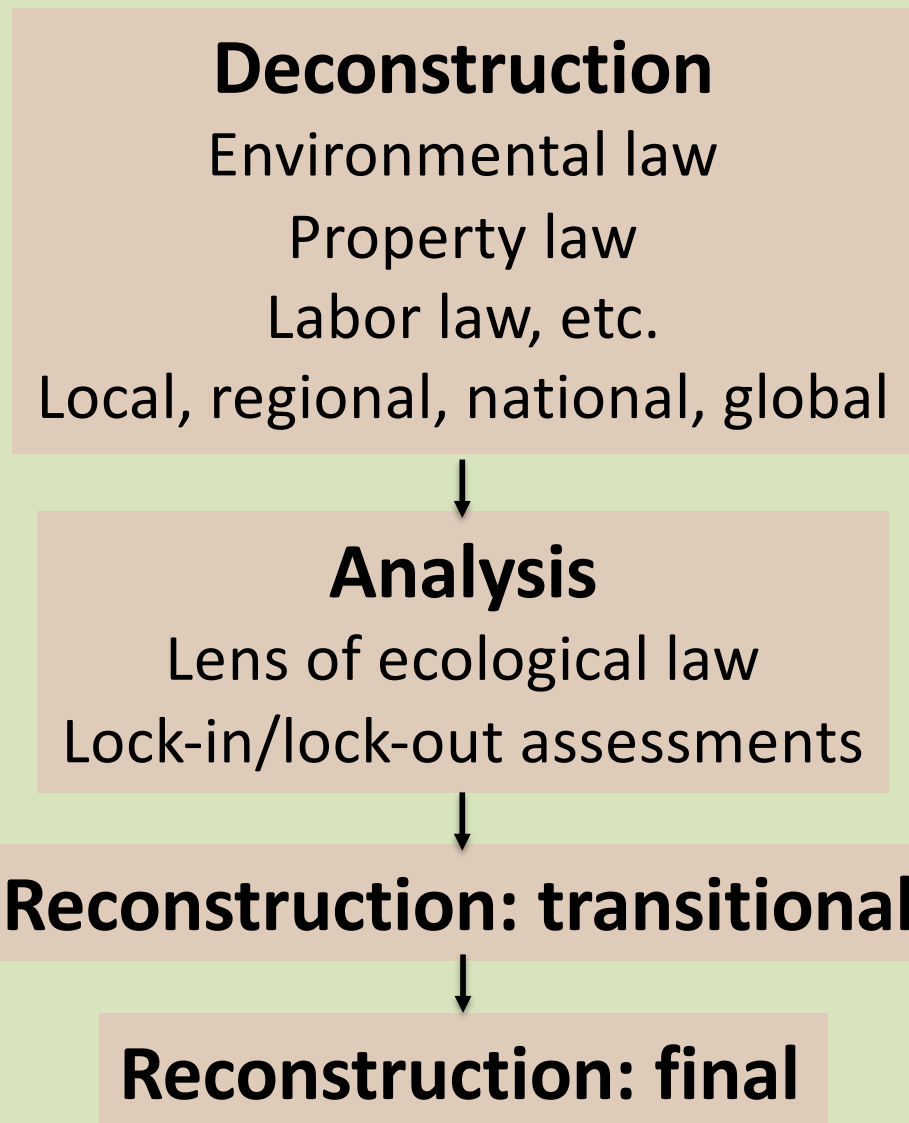 Deconstruction
Environmental law
Property law
Labor law, etc.
Local, regional, national, global
Analysis
Lens of ecological law
Lock-in/lock-out assessments
Reconstruction: transitional
Reconstruction: final